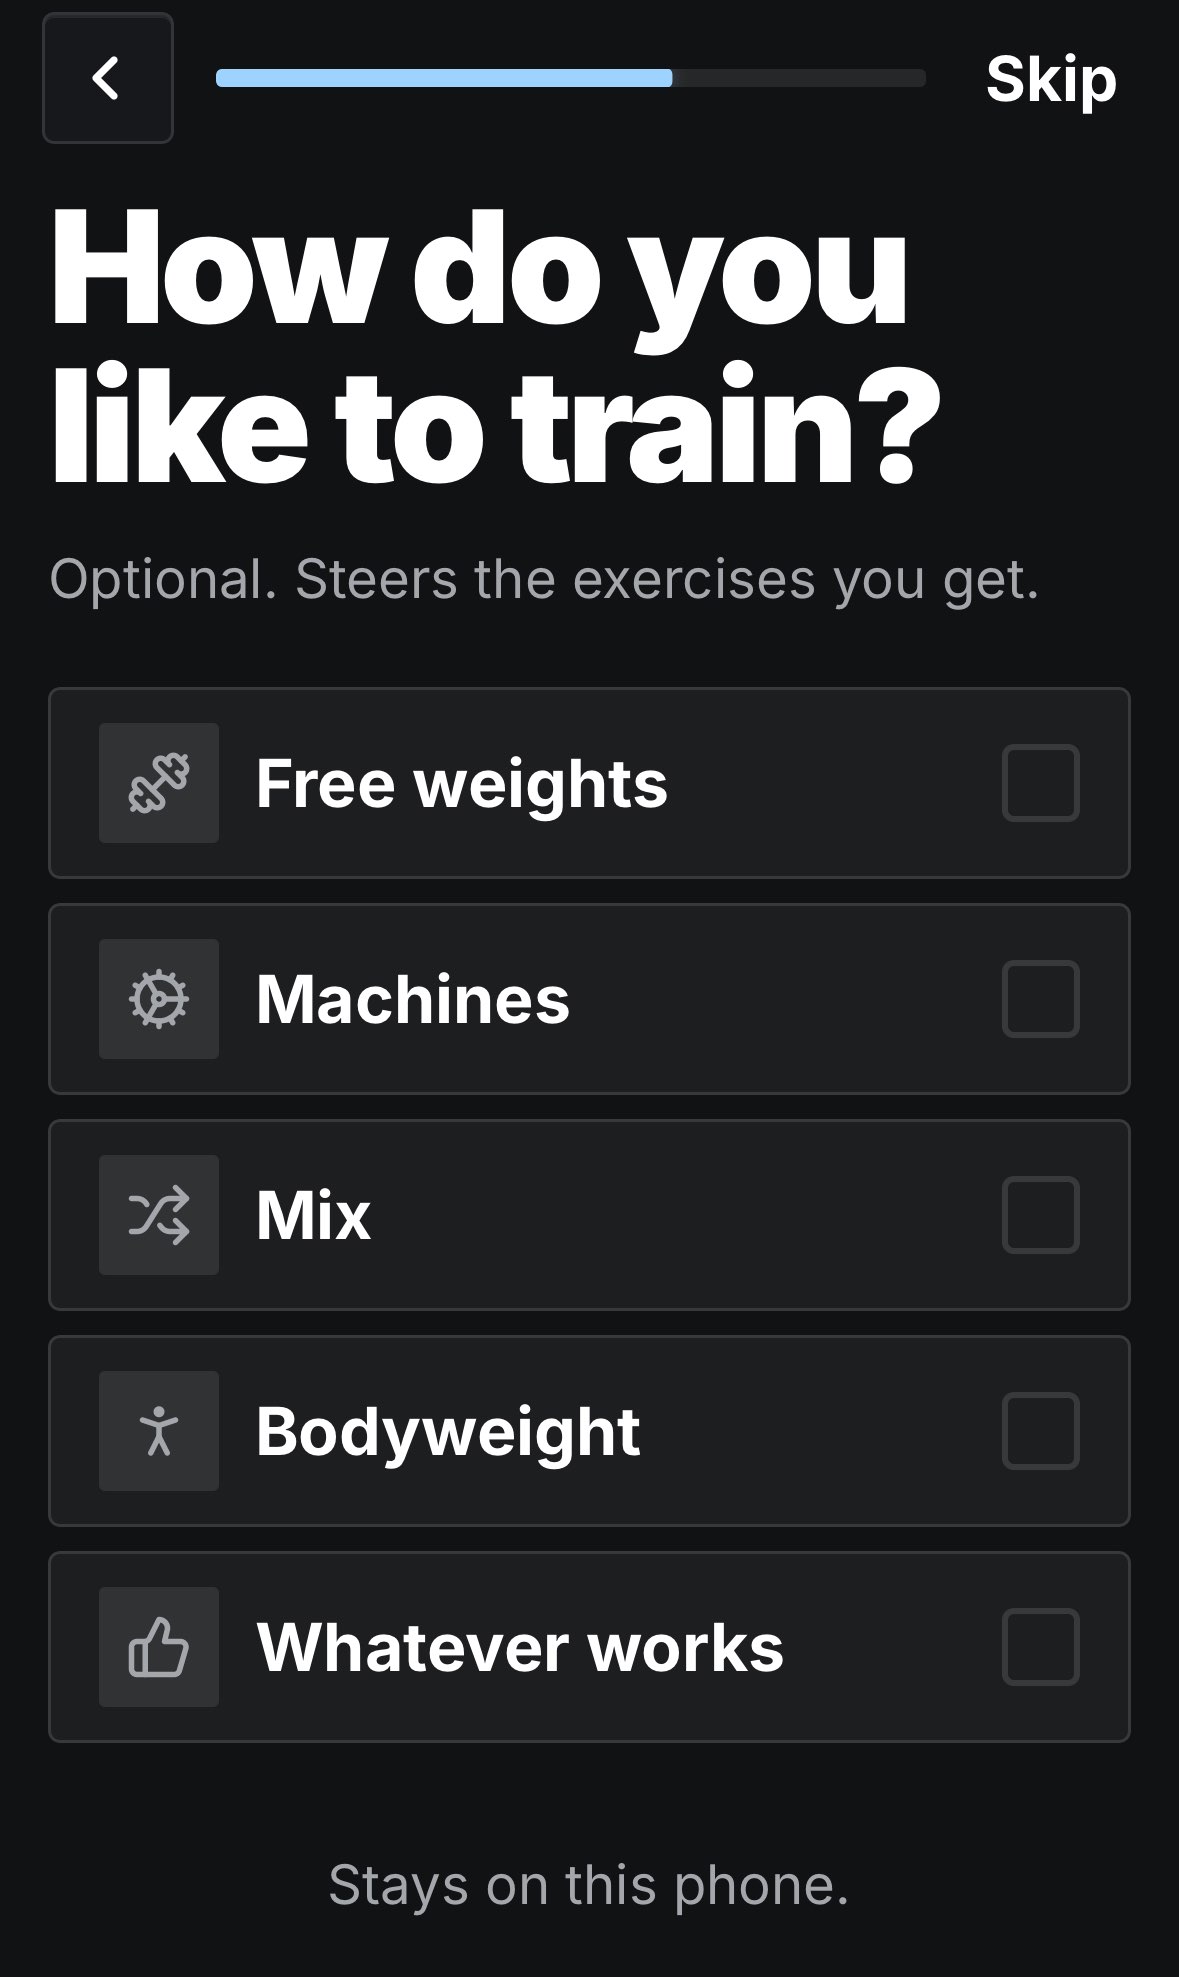 Skip
How do you
like to train?
Optional. Steers the exercises you get.
Free weights
Machines
Mix
Bodyweight
Whatever works
Stays on this phone.